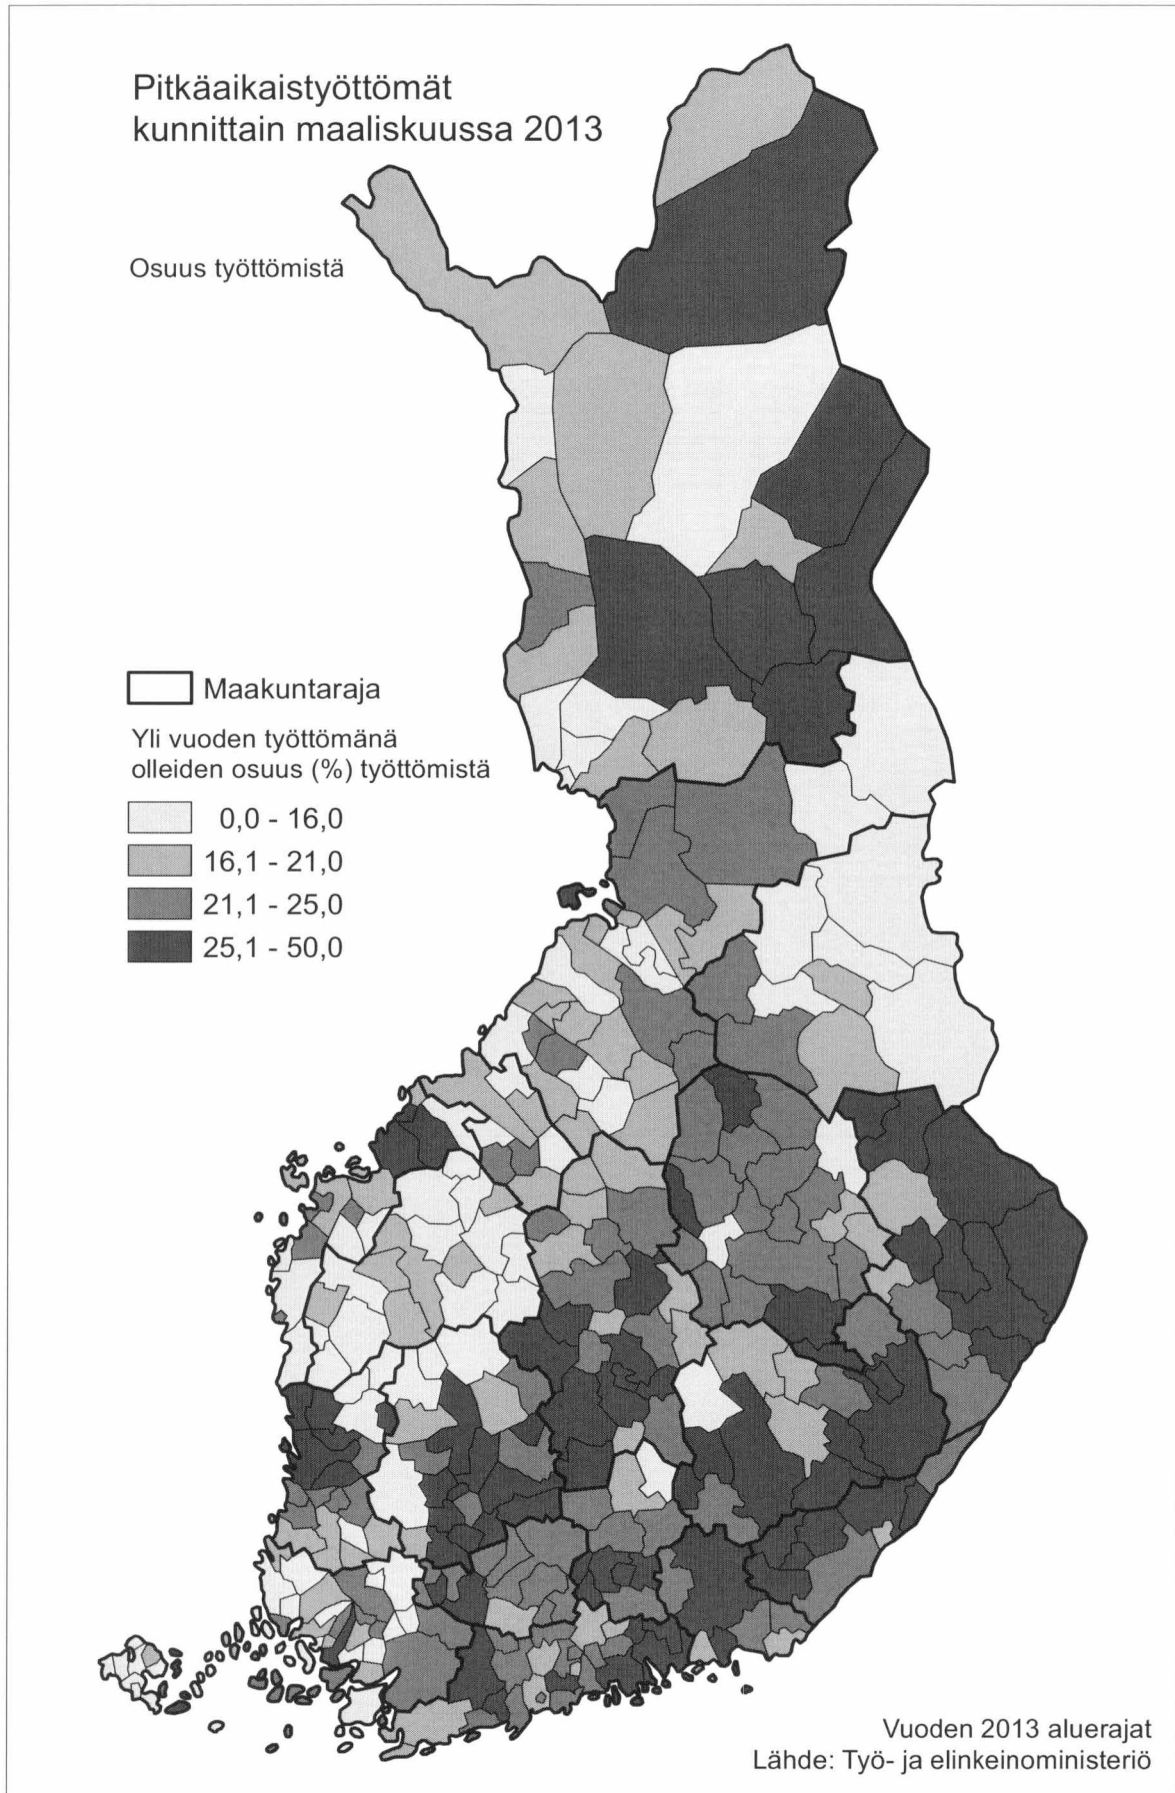 Pitkäaikaistyöttömät
kunnittain maaliskuussa 2013
Osuus työttömistä
Maakuntaraja
Yli vuoden työttömänä
olleiden osuus (%) työttömistä
0,0 - 16,0
16,1 - 21,0
21,1 - 25,0
25,1 - 50,0
Vuoden 2013 aluerajat
Lähde: Työ- ja elinkeinoministeriö